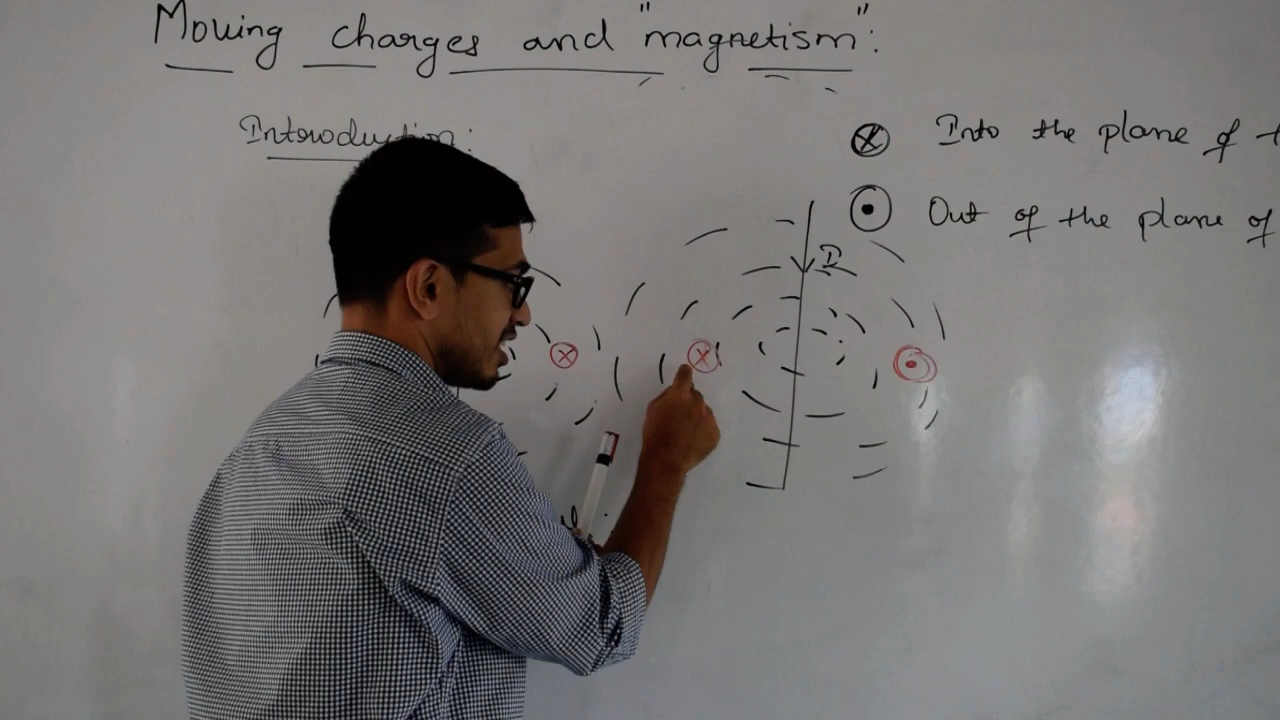 Moving charges and "magnetism":
Introduction:
ⓧ Into the plane of
⊙ Out of the plane of
I